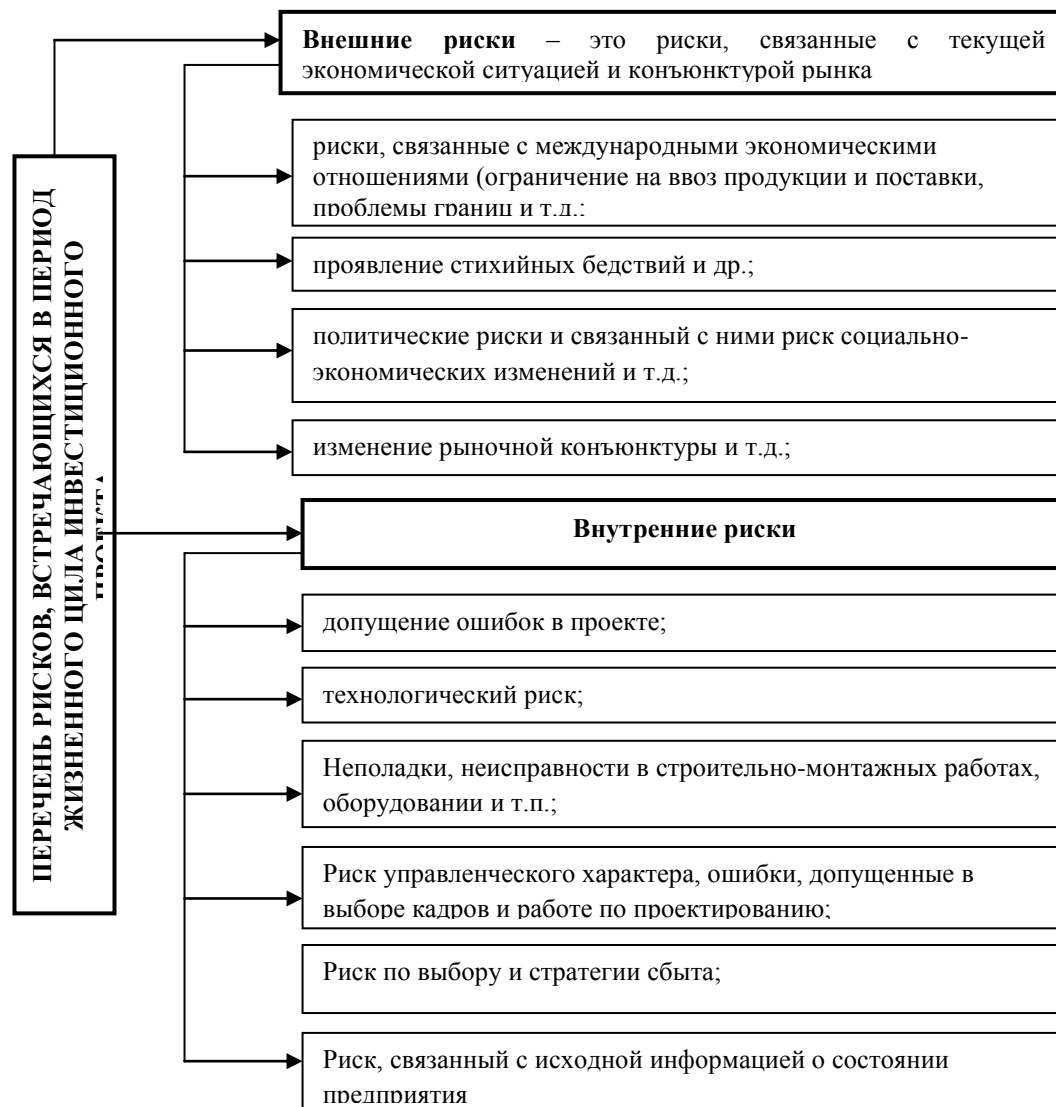 Внешние риски – это риски, связанные с текущей
экономической ситуацией и конъюнктурой рынка
риски, связанные с международными экономическими
отношениями (ограничение на ввоз продукции и поставки,
проблемы границ и т.д.;
проявление стихийных бедствий и др.;
политические риски и связанный с ними риск социально-
экономических изменений и т.д.;
изменение рыночной конъюнктуры и т.д.;
ПЕРЕЧЕНЬ РИСКОВ, ВСТРЕЧАЮЩИХСЯ В ПЕРИОД
ЖИЗНЕННОГО ЦИЛА ИНВЕСТИЦИОННОГО
ПРОЕКТА
Внутренние риски
допущение ошибок в проекте;
технологический риск;
Неполадки, неисправности в строительно-монтажных работах,
оборудовании и т.п.;
Риск управленческого характера, ошибки, допущенные в
выборе кадров и работе по проектированию;
Риск по выбору и стратегии сбыта;
Риск, связанный с исходной информацией о состоянии
предприятия